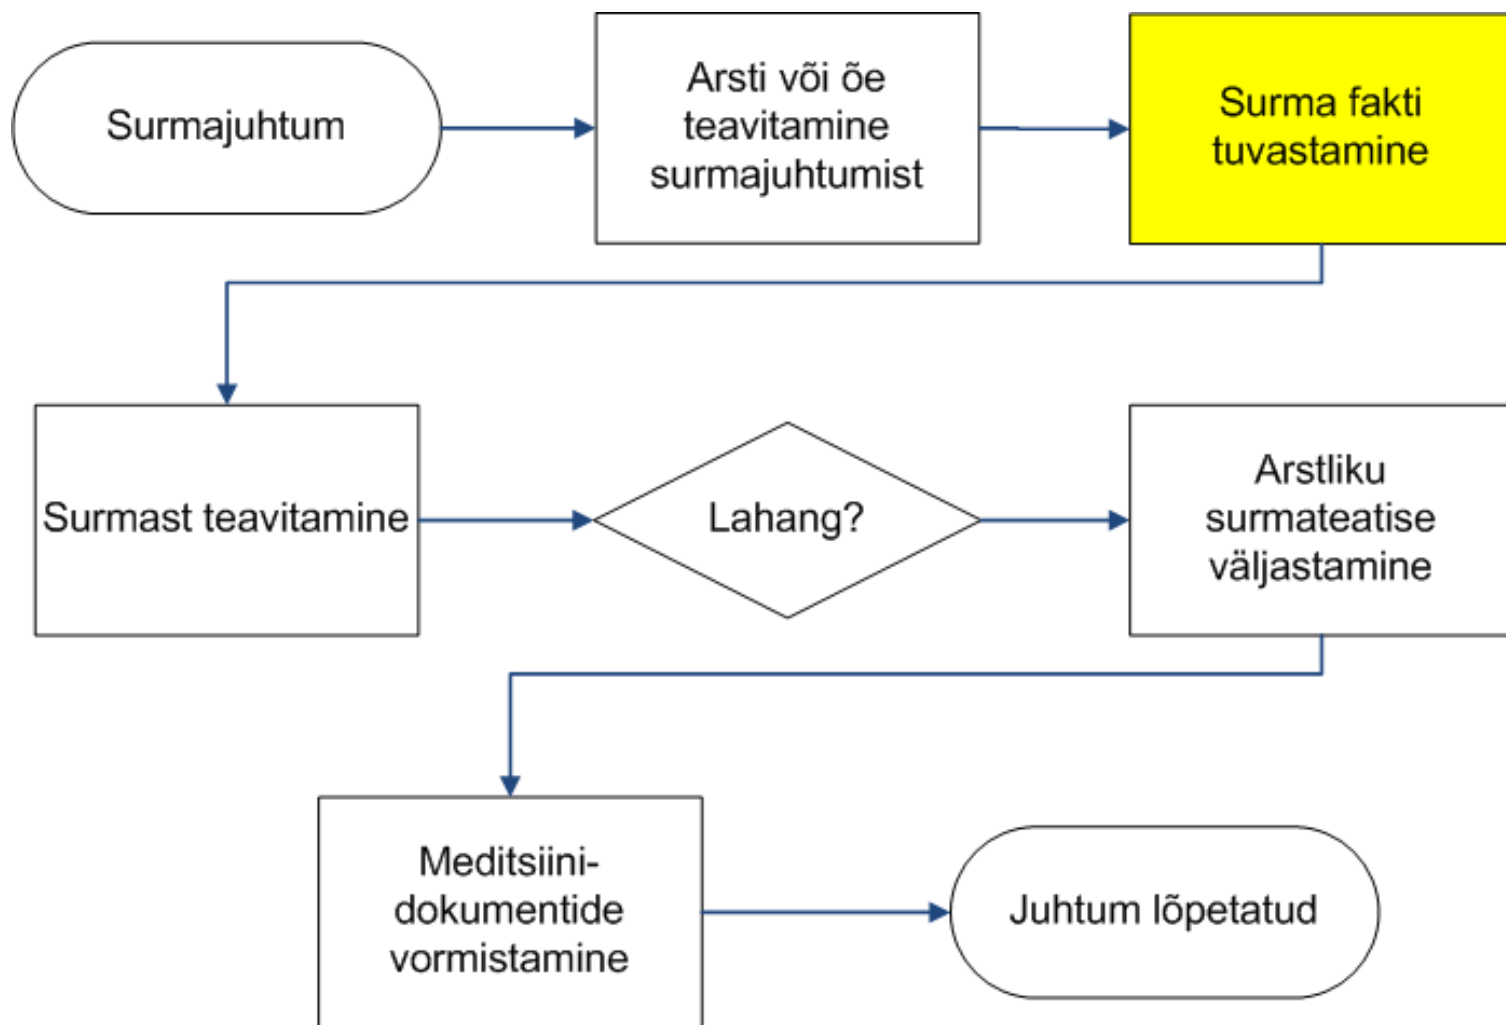 Surmajuhtum
Arsti või õe
teavitamine
surmajuhtumist
Surma fakti
tuvastamine
Surmast teavitamine
Lahang?
Arstliku
surmateatise
väljastamine
Meditsiini-
dokumentide
vormistamine
Juhtum lõpetatud